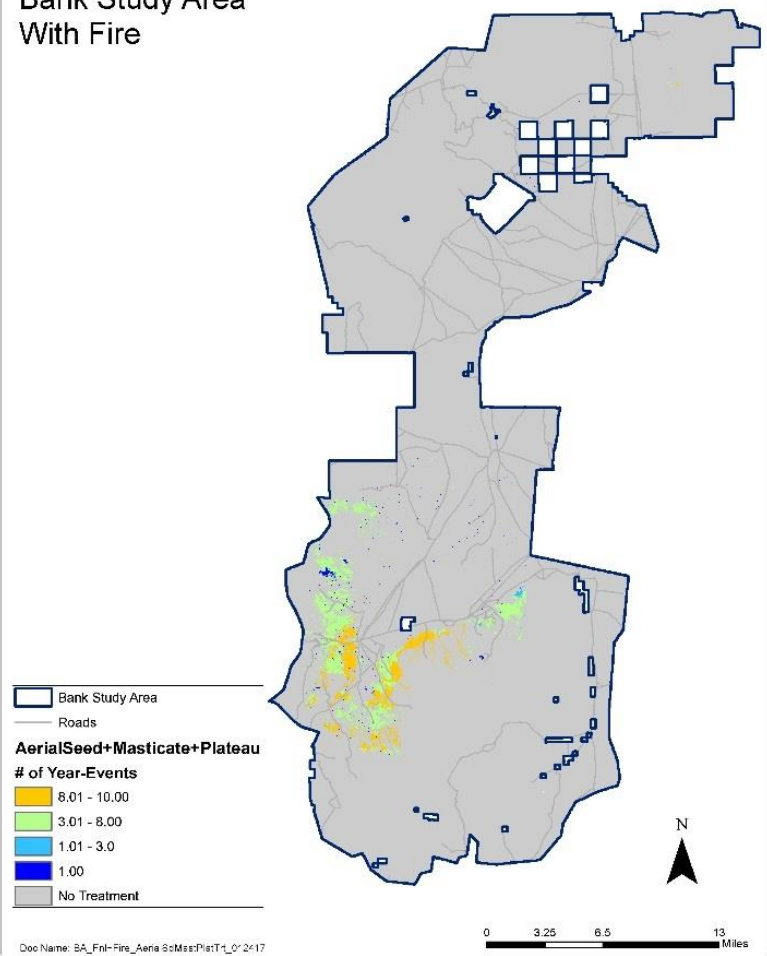 Bank Study Area
With Fire
Bank Study Area
Roads
AerialSeed+Masticate+Plateau
# of Year-Events
8.01 - 10.00
3.01 - 8.00
1.01 - 3.0
1.00
No Treatment
N
0 3.25 6.5 13
Miles
Doc Name: